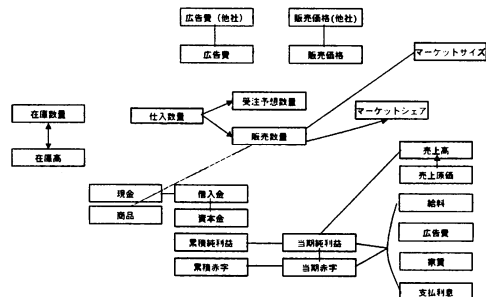 広告費（他社）
販売価格(他社)
広告費
販売価格
マーケットサイズ
受注予想数量
マーケットシェア
在庫数量
仕入数量
販売数量
在庫高
売上高
売上原価
現金
借入金
給料
商品
資本金
広告費
累積純利益
当期純利益
家賃
累積赤字
当期赤字
支払利息